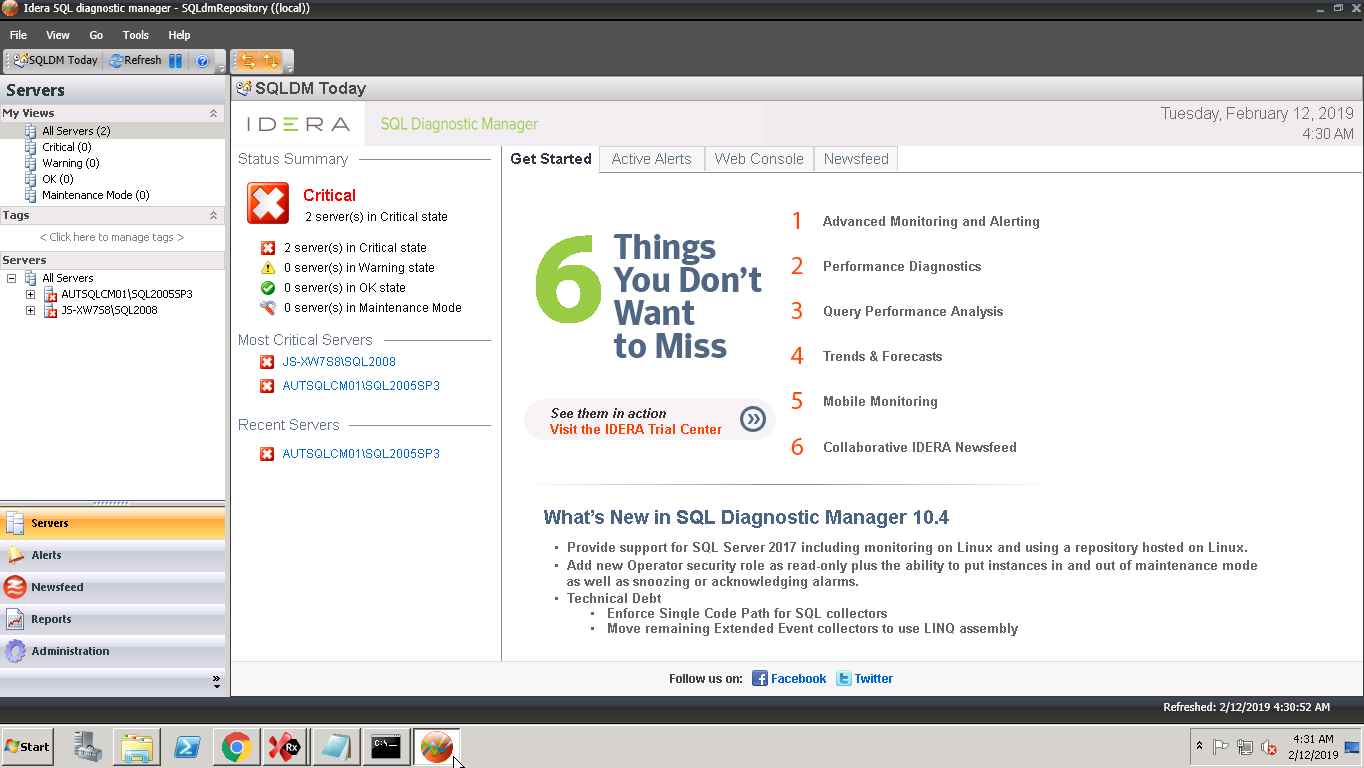 Idera SQL diagnostic manager - SQLdmRepository ((local))
File View Go Tools Help
SQLDM Today Refresh
Servers
My Views
All Servers (2)
Critical (0)
Warning (0)
OK (0)
Maintenance Mode (0)
Tags
< Click here to manage tags >
Servers
All Servers
AUTSQLCM01\SQL2005SP3
JS-XW7S8\SQL2008
Servers
Alerts
Newsfeed
Reports
Administration
SQLDM Today
IDERA SQL Diagnostic Manager
Tuesday, February 12, 2019
4:30 AM
Status Summary
Critical
2 server(s) in Critical state
2 server(s) in Critical state
0 server(s) in Warning state
0 server(s) in OK state
0 server(s) in Maintenance Mode
Most Critical Servers
JS-XW7S8\SQL2008
AUTSQLCM01\SQL2005SP3
Recent Servers
AUTSQLCM01\SQL2005SP3
Get Started Active Alerts Web Console Newsfeed
6 Things
You Don't
Want
to Miss
See them in action
Visit the IDERA Trial Center
1 Advanced Monitoring and Alerting
2 Performance Diagnostics
3 Query Performance Analysis
4 Trends & Forecasts
5 Mobile Monitoring
6 Collaborative IDERA Newsfeed
What's New in SQL Diagnostic Manager 10.4
• Provide support for SQL Server 2017 including monitoring on Linux and using a repository hosted on Linux.
• Add new Operator security role as read-only plus the ability to put instances in and out of maintenance mode
as well as snoozing or acknowledging alarms.
• Technical Debt
• Enforce Single Code Path for SQL collectors
• Move remaining Extended Event collectors to use LINQ assembly
Follow us on: Facebook Twitter
Refreshed: 2/12/2019 4:30:52 AM
Start
Rx
C:\
4:31 AM
2/12/2019